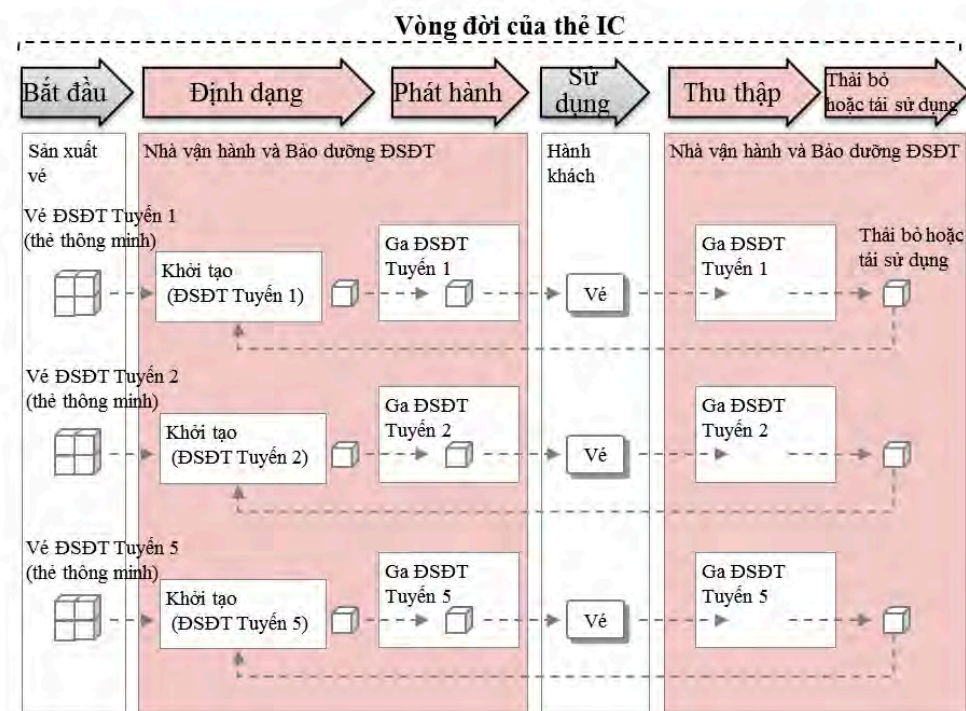 Vòng đời của thẻ IC
Bắt đầu
Định dạng
Phát hành
Sử
dụng
Thu thập
Thải bỏ
hoặc tái sử dụng
Sản xuất
vé
Nhà vận hành và Bảo dưỡng ĐSĐT
Hành
khách
Nhà vận hành và Bảo dưỡng ĐSĐT
Vé ĐSĐT Tuyến 1
(thẻ thông minh)
Khởi tạo
(ĐSĐT Tuyến 1)
Ga ĐSĐT
Tuyến 1
Vé
Ga ĐSĐT
Tuyến 1
Thải bỏ hoặc
tái sử dụng
Vé ĐSĐT Tuyến 2
(thẻ thông minh)
Khởi tạo
(ĐSĐT Tuyến 2)
Ga ĐSĐT
Tuyến 2
Vé
Ga ĐSĐT
Tuyến 2
Vé ĐSĐT Tuyến 5
(thẻ thông minh)
Khởi tạo
(ĐSĐT Tuyến 5)
Ga ĐSĐT
Tuyến 5
Vé
Ga ĐSĐT
Tuyến 5